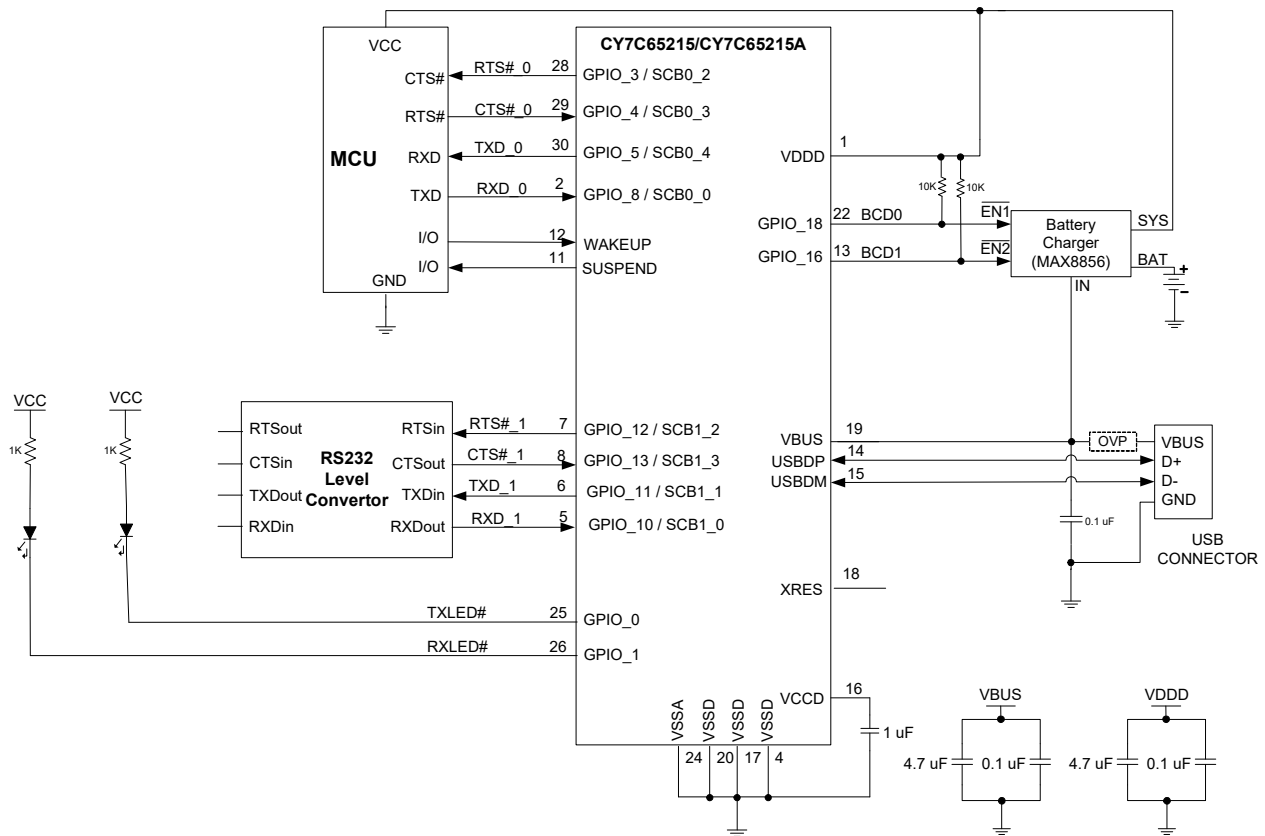 CY7C65215/CY7C65215A
VCC
CTS#
RTS#
MCU
RXD
TXD
I/O
I/O
GND
RTS#_0
28
GPIO_3 / SCB0_2
CTS#_0
29
GPIO_4 / SCB0_3
TXD_0
30
GPIO_5 / SCB0_4
RXD_0
2
GPIO_8 / SCB0_0
12
WAKEUP
11
SUSPEND
VDDD
1
10K
10K
GPIO_18
22
BCD0
EN1
GPIO_16
13
BCD1
EN2
Battery
Charger
(MAX8856)
SYS
BAT
IN
+
-
VCC
1K
VCC
1K
RTSout
CTSin
TXDout
RXDin
RS232
Level
Convertor
RTSin
CTSout
TXDin
RXDout
RTS#_1
7
GPIO_12 / SCB1_2
CTS#_1
8
GPIO_13 / SCB1_3
TXD_1
6
GPIO_11 / SCB1_1
RXD_1
5
GPIO_10 / SCB1_0
VBUS
19
OVP
VBUS
USBDP
14
D+
USBDM
15
D-
GND
0.1 uF
USB
CONNECTOR
XRES
18
TXLED#
25
GPIO_0
RXLED#
26
GPIO_1
VCCD
16
1 uF
VSSA
VSSD
VSSD
VSSD
24
20
17
4
VBUS
4.7 uF
0.1 uF
VDDD
4.7 uF
0.1 uF